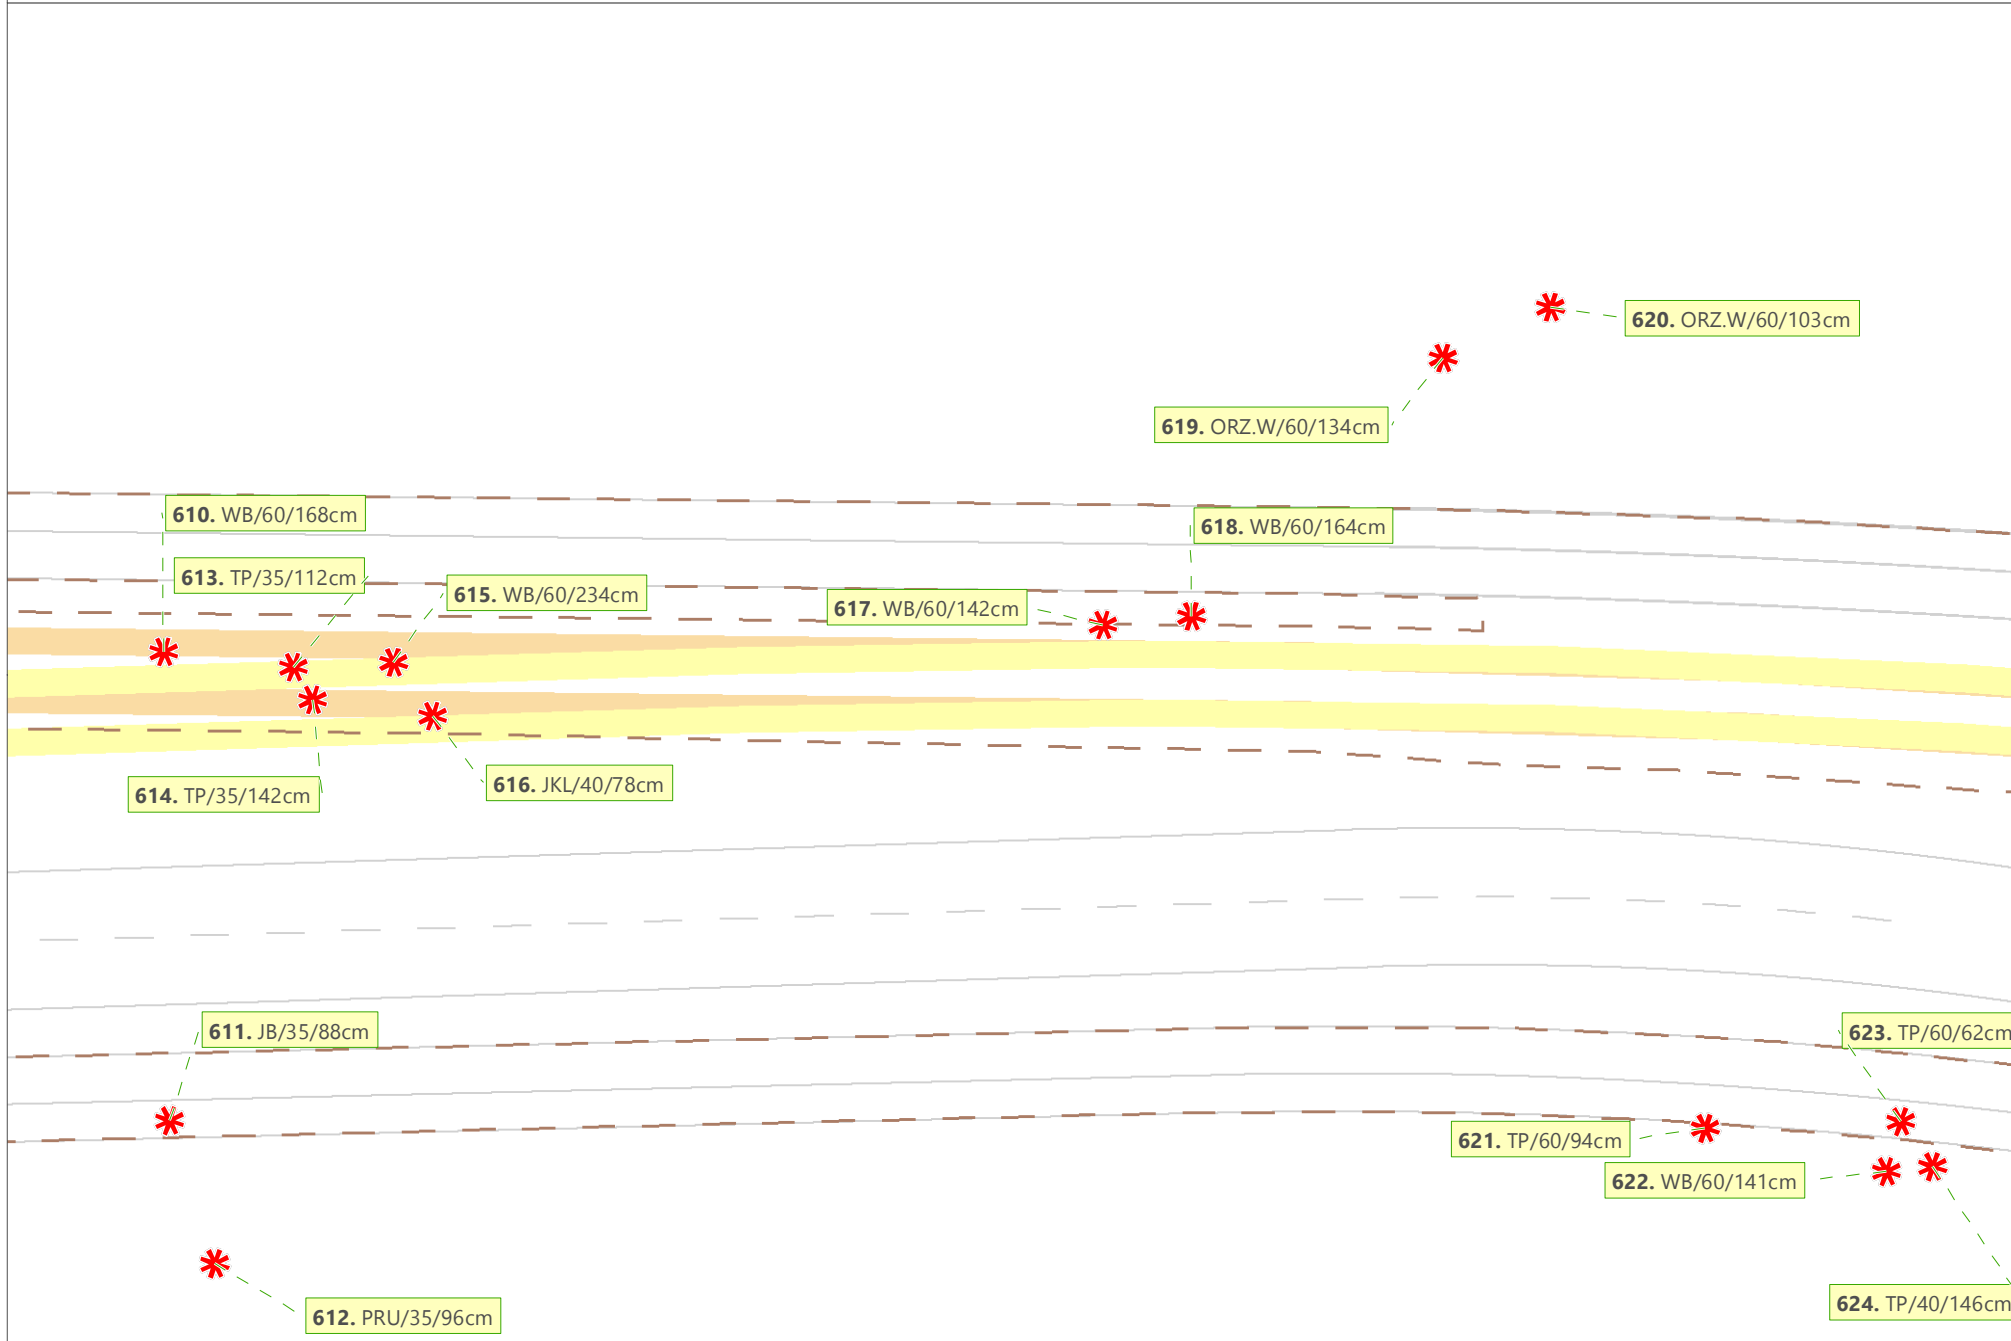 620. ORZ.W/60/103cm
619. ORZ.W/60/134cm
610. WB/60/168cm
618. WB/60/164cm
613. TP/35/112cm
615. WB/60/234cm
617. WB/60/142cm
616. JKL/40/78cm
614. TP/35/142cm
611. JB/35/88cm
623. TP/60/62cm
621. TP/60/94cm
622. WB/60/141cm
624. TP/40/146cm
612. PRU/35/96cm